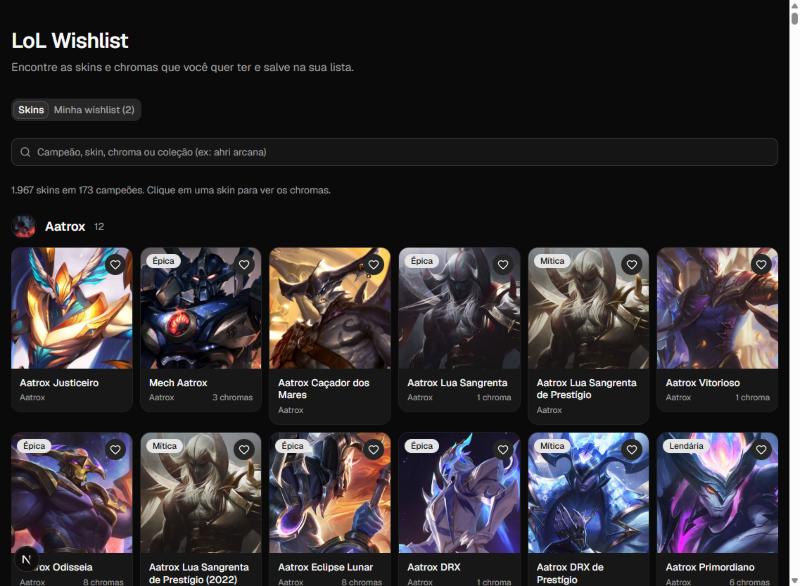 LoL Wishlist
Encontre as skins e chromas que você quer ter e salve na sua lista.
Skins Minha wishlist (2)
Campeão, skin, chroma ou coleção (ex: ahri arcana)
1.967 skins em 173 campeões. Clique em uma skin para ver os chromas.
Aatrox 12
Aatrox Justiceiro
Aatrox
Épica
Mech Aatrox
Aatrox 3 chromas
Aatrox Caçador dos
Mares
Aatrox
Épica
Aatrox Lua Sangrenta
Aatrox 1 chroma
Mítica
Aatrox Lua Sangrenta
de Prestígio
Aatrox
Aatrox Vitorioso
Aatrox 1 chroma
Épica
N
rox Odisseia
Aatrox 8 chromas
Mítica
Aatrox Lua Sangrenta
de Prestígio (2022)
Épica
Aatrox Eclipse Lunar
Aatrox 8 chromas
Épica
Aatrox DRX
Aatrox 1 chroma
Mítica
Aatrox DRX de
Prestígio
Lendária
Aatrox Primordiano
Aatrox 6 chromas